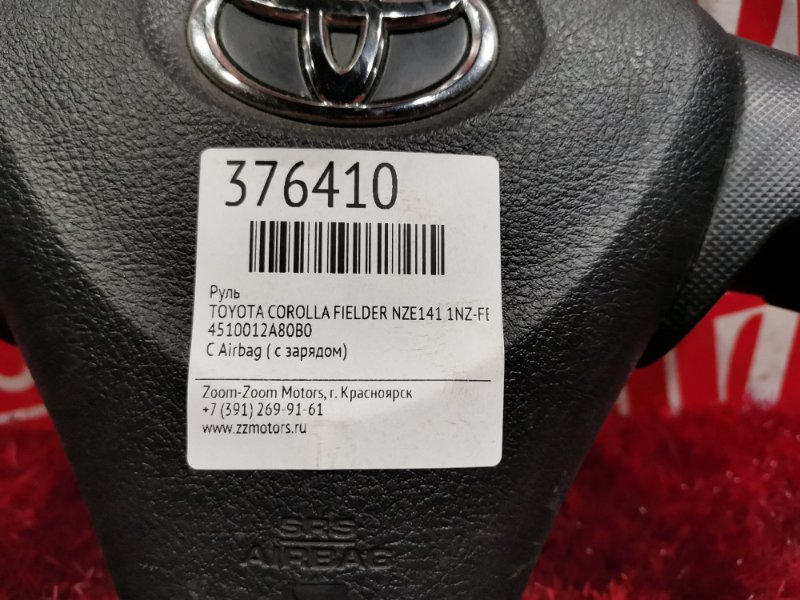 376410
Руль
TOYOTA COROLLA FIELDER NZE141 1NZ-FE
4510012A80B0
С Airbag ( с зарядом)
Zoom-Zoom Motors, г. Красноярск
+7 (391) 269-91-61
www.zzmotors.ru
SRS
AIRBAG